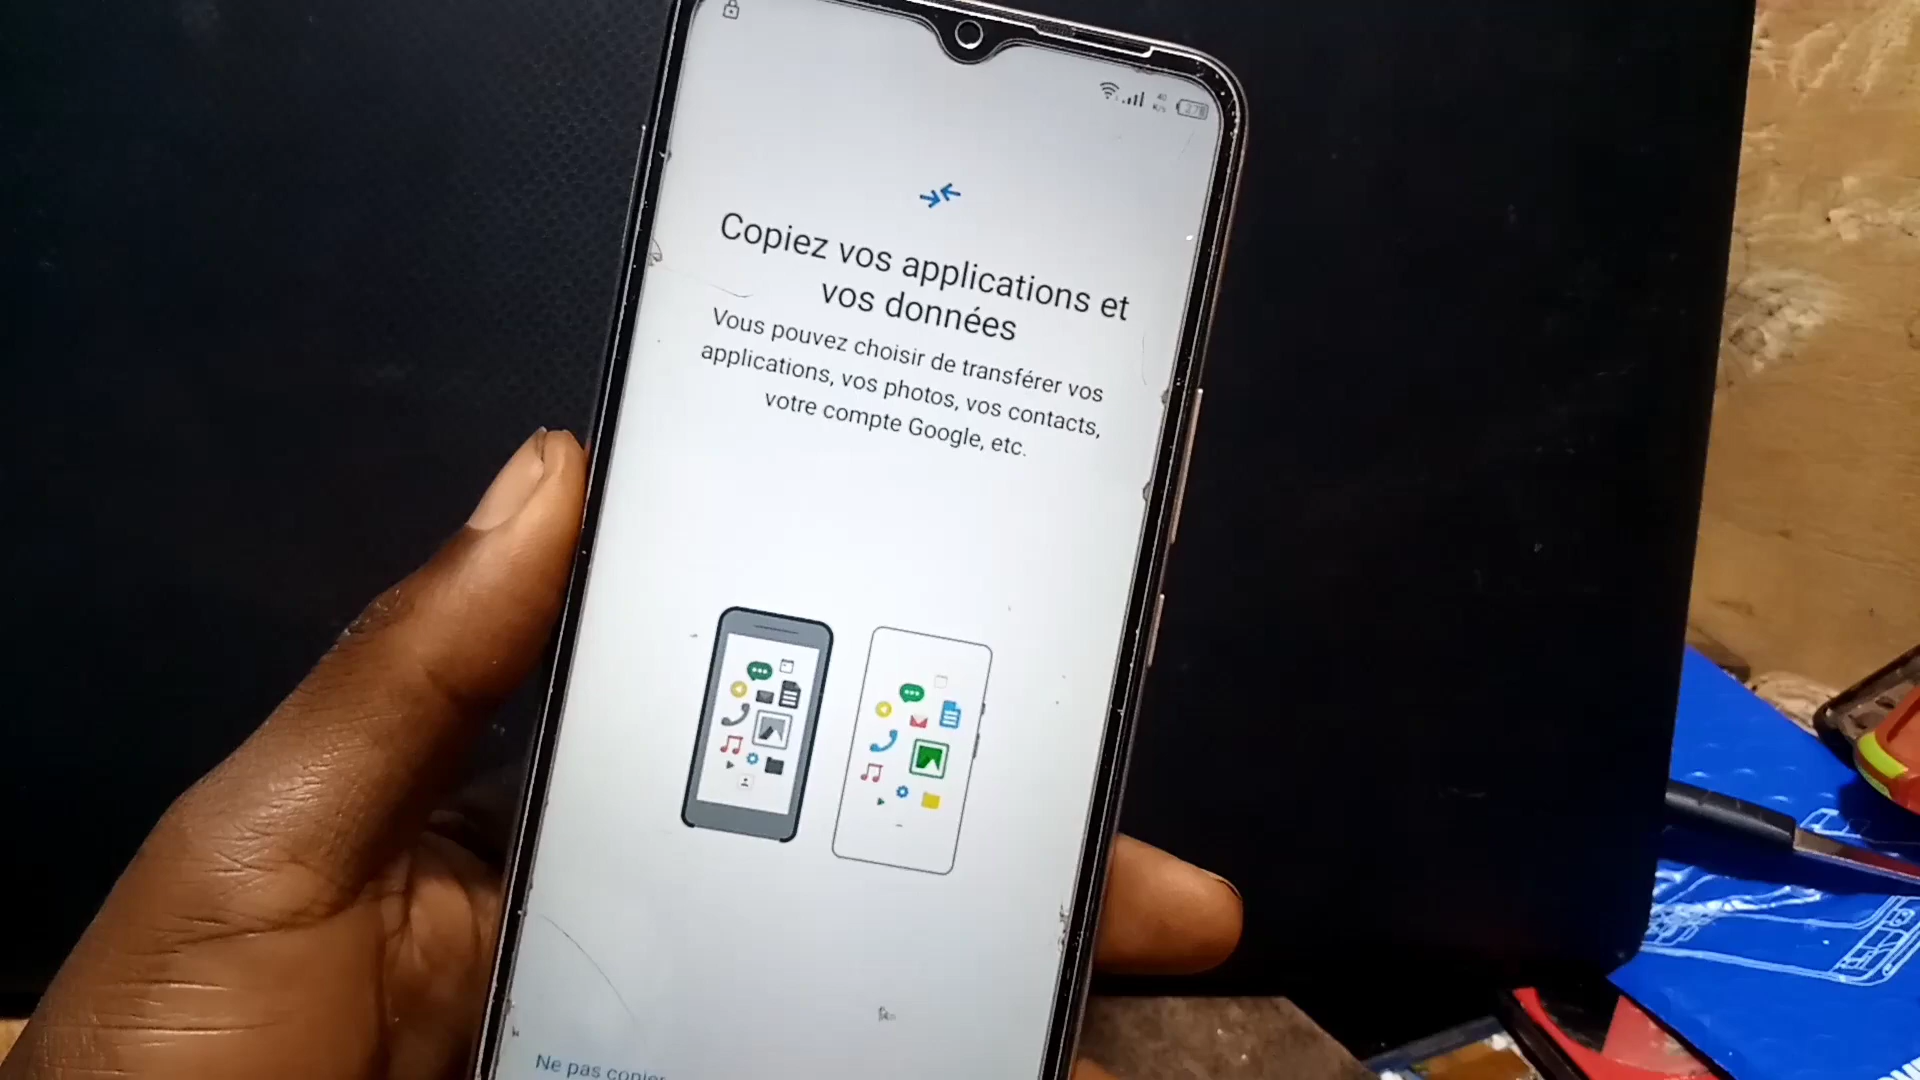 Copiez vos applications et
vos données
Vous pouvez choisir de transférer vos
applications, vos photos, vos contacts,
votre compte Google, etc.
Ne pas copier